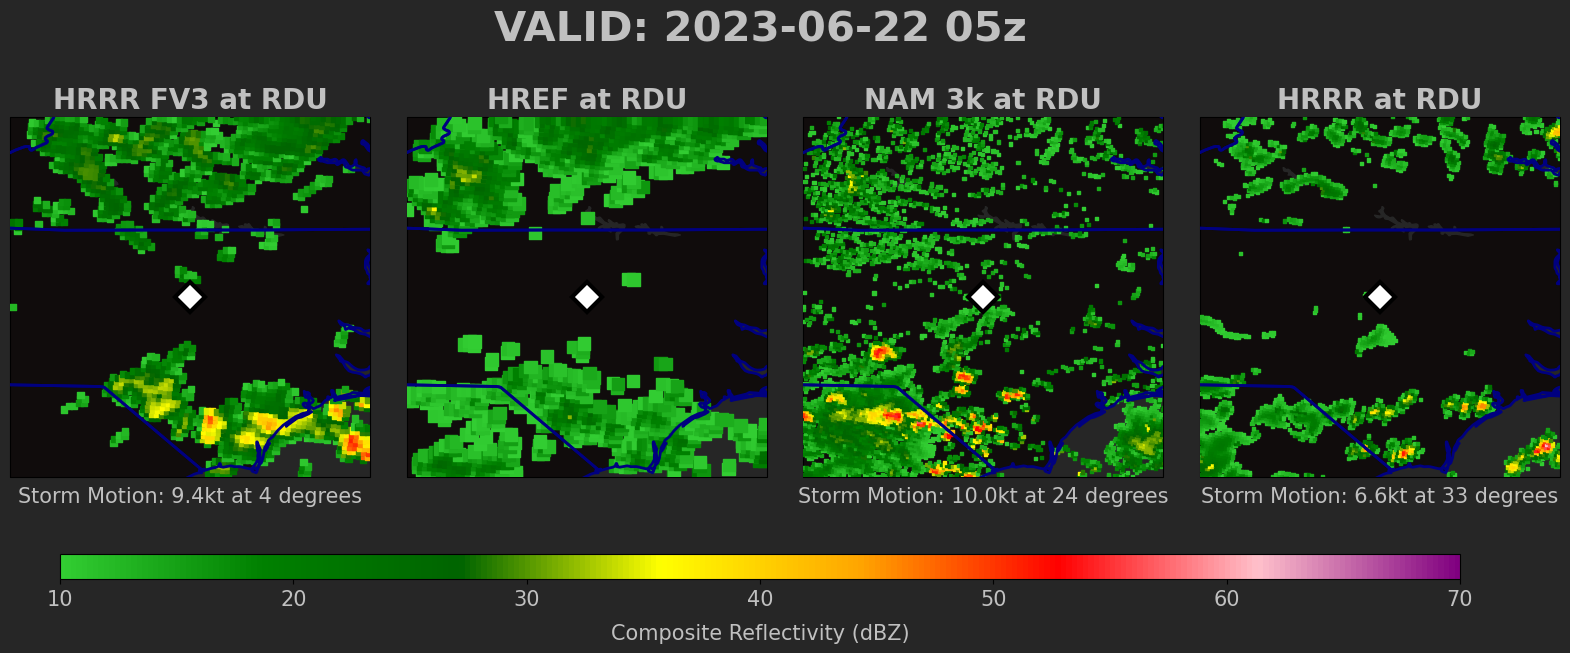 VALID: 2023-06-22 05z
HRRR FV3 at RDU
HREF at RDU
NAM 3k at RDU
HRRR at RDU
Storm Motion: 9.4kt at 4 degrees
Storm Motion: 10.0kt at 24 degrees
Storm Motion: 6.6kt at 33 degrees
10 20 30 40 50 60 70
Composite Reflectivity (dBZ)